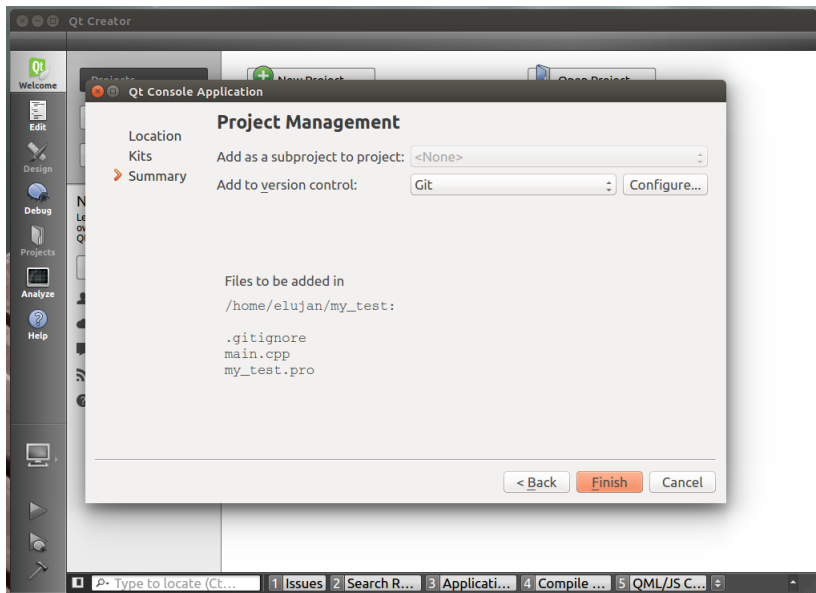 Qt Creator
Welcome
Edit
Design
Debug
Projects
Analyze
Help
Projects
New Project
Open Project
Qt Console Application
Location
Kits
Summary
Project Management
Add as a subproject to project: <None>
Add to version control: Git Configure...
Files to be added in
/home/elujan/my_test:
.gitignore
main.cpp
my_test.pro
< Back Finish Cancel
Type to locate (Ct... 1 Issues 2 Search R... 3 Applicati... 4 Compile ... 5 QML/JS C...